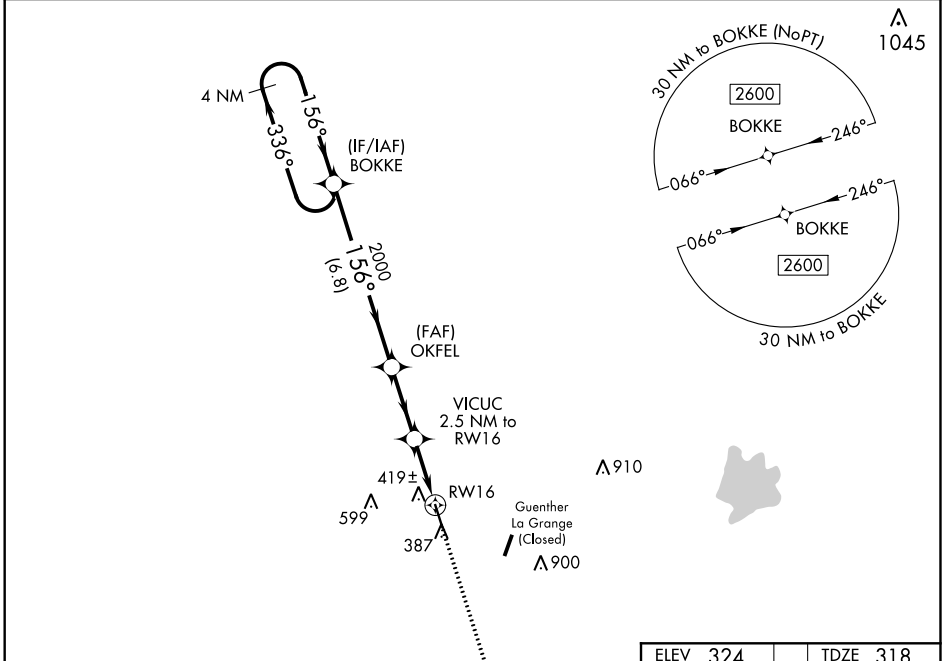 1045
30 NM to BOKKE (NoPT)
2600
BOKKE
246°
066°
4 NM
156°
336°
(IF/IAF)
BOKKE
246°
066°
BOKKE
2600
30 NM to BOKKE
2000
156°
(6.8)
(FAF)
OKFEL
VICUC
2.5 NM to
RW16
910
419±
RW16
599
387
Guenther
La Grange
(Closed)
900
ELEV 324
TDZE 318